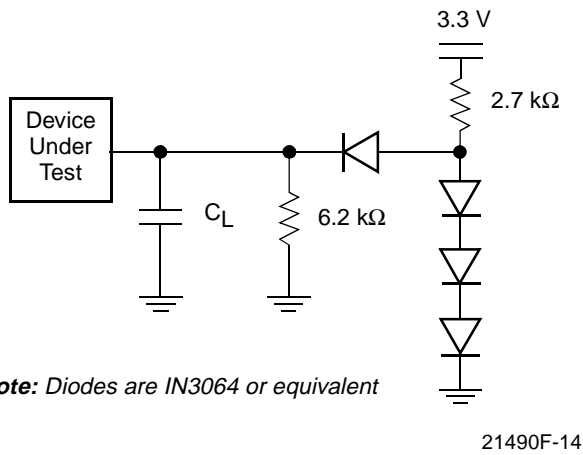 3.3 V
2.7 kΩ
Device
Under
Test
CL
6.2 kΩ
ote: Diodes are IN3064 or equivalent
21490F-14